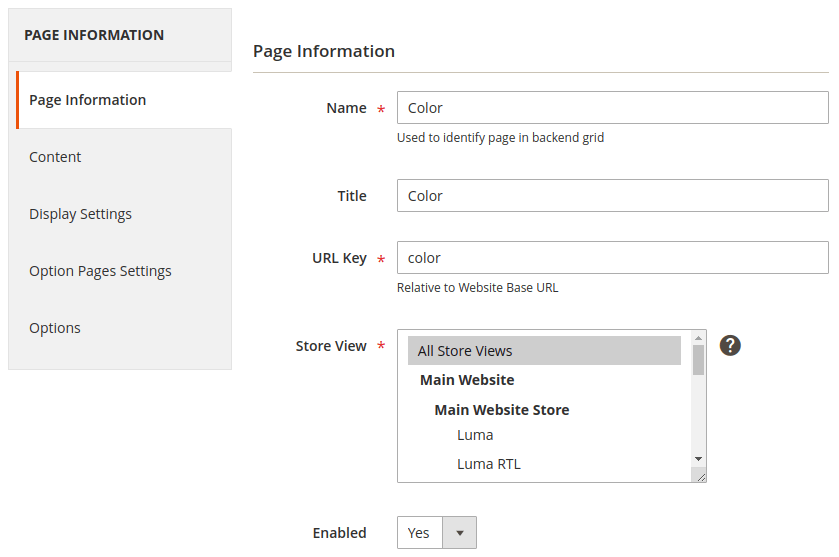 PAGE INFORMATION
Page Information
Content
Display Settings
Option Pages Settings
Options
Page Information
Name * Color
Used to identify page in backend grid
Title Color
URL Key * color
Relative to Website Base URL
Store View * All Store Views ?
Main Website
Main Website Store
Luma
Luma RTL
Enabled Yes